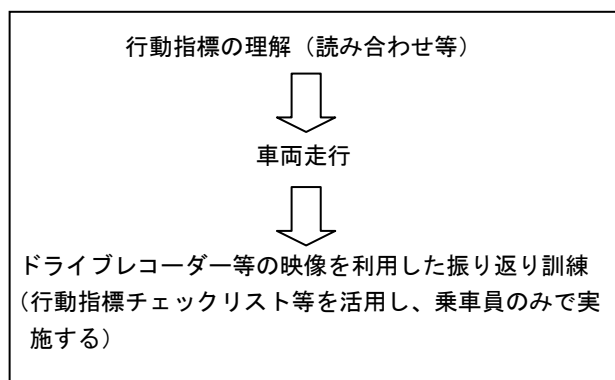 行動指標の理解（読み合わせ等）
車両走行
ドライブレコーダー等の映像を利用した振り返り訓練
（行動指標チェックリスト等を活用し、乗車員のみで実
施する）